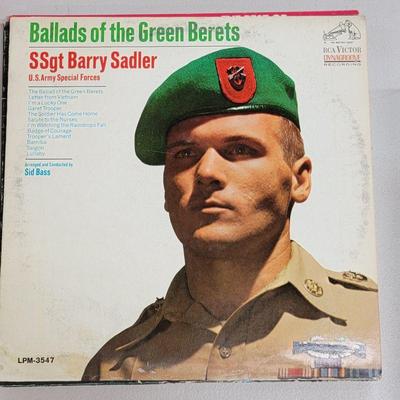 Ballads of the Green Berets
SSgt Barry Sadler
U.S. Army Special Forces
The Ballad of the Green Berets
Letter from Vietnam
I'm a Lucky One
Garet Trooper
The Soldier Has Come Home
Salute to the Nurses
I'm Watching the Raindrops Fall
Badge of Courage
Trooper's Lament
Bamiba
Saigon
Lullaby
Arranged and Conducted by
Sid Bass
RCA VICTOR
DYNAGROOVE
RECORDING
LPM-3547